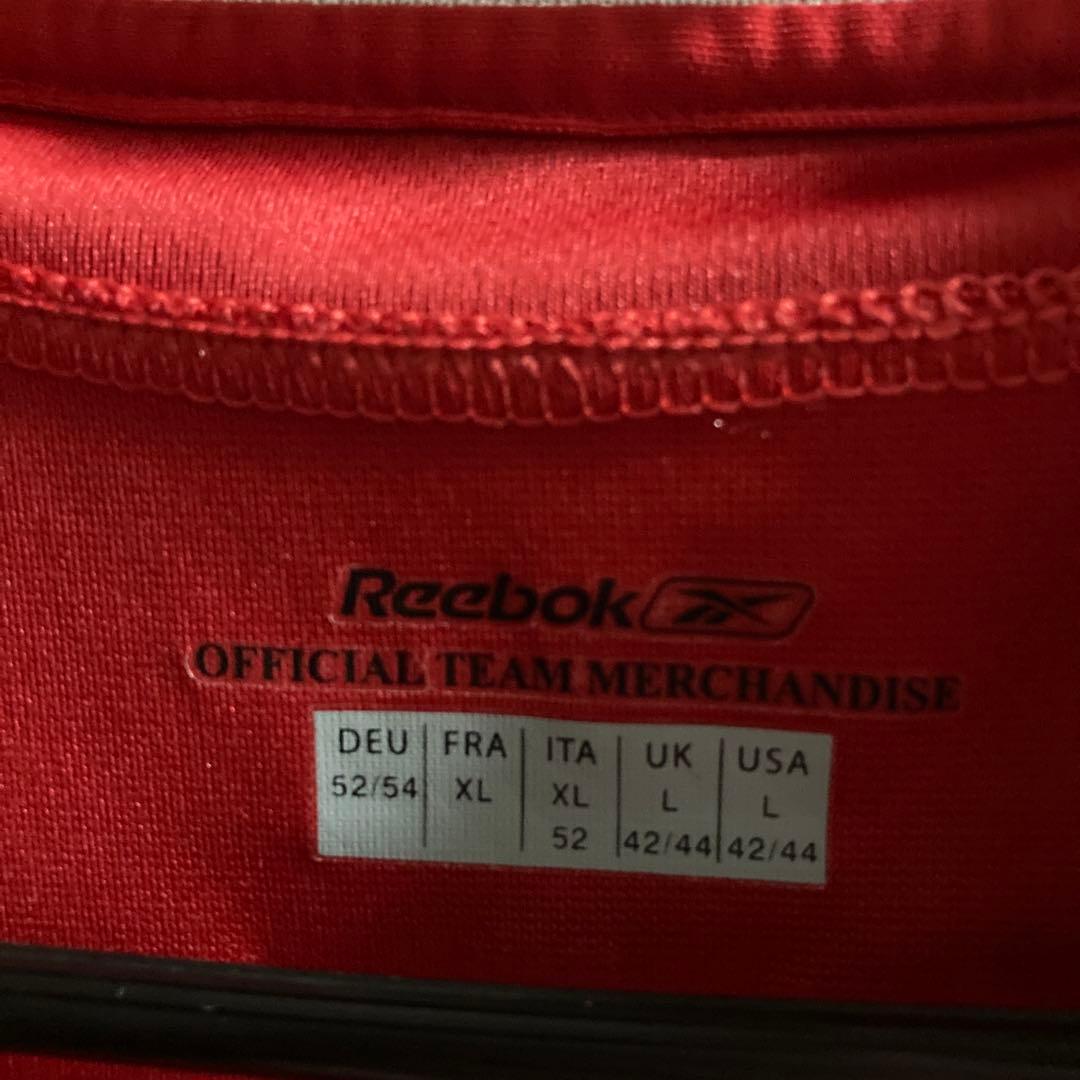 Reebok
OFFICIAL TEAM MERCHANDISE
DEU FRA ITA UK USA
52/54 XL XL L L
52 42/44 42/44